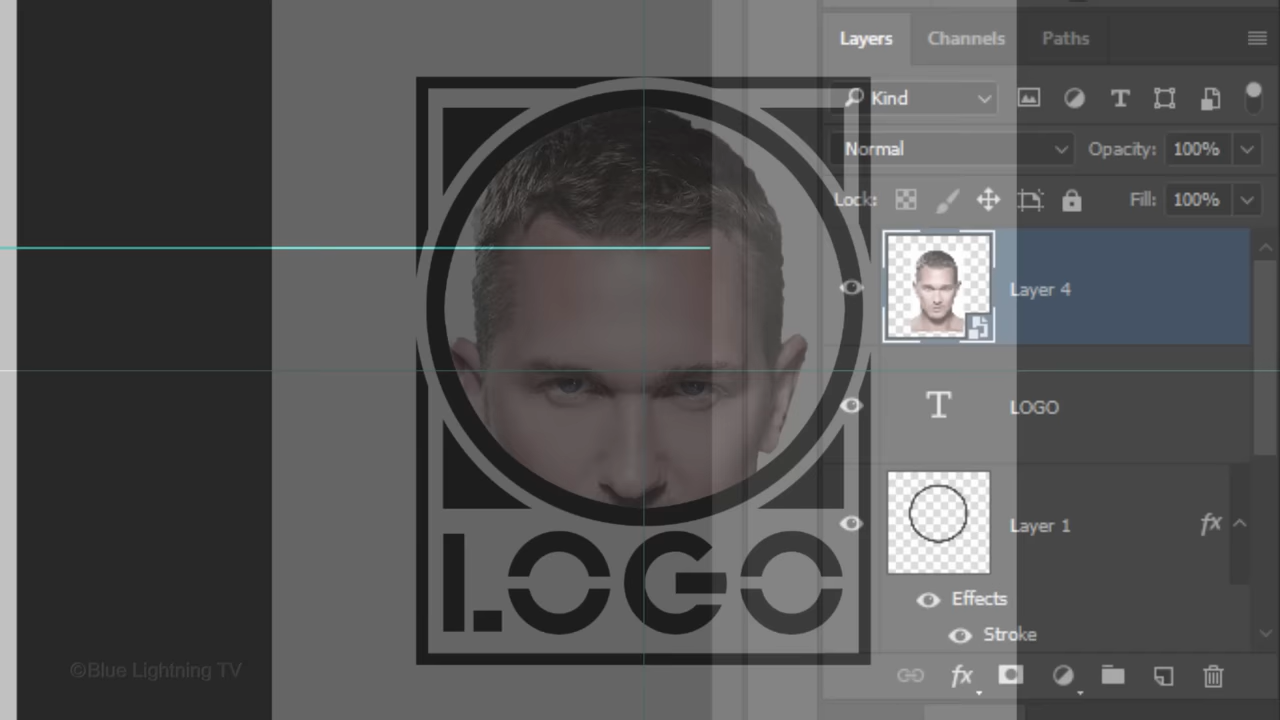 Layers Channels Paths
Kind T
Normal Opacity: 100%
Lock: Fill: 100%
Layer 4
T LOGO
Layer 1 fx
Effects
Stroke
fx
LOGO
©Blue Lightning TV